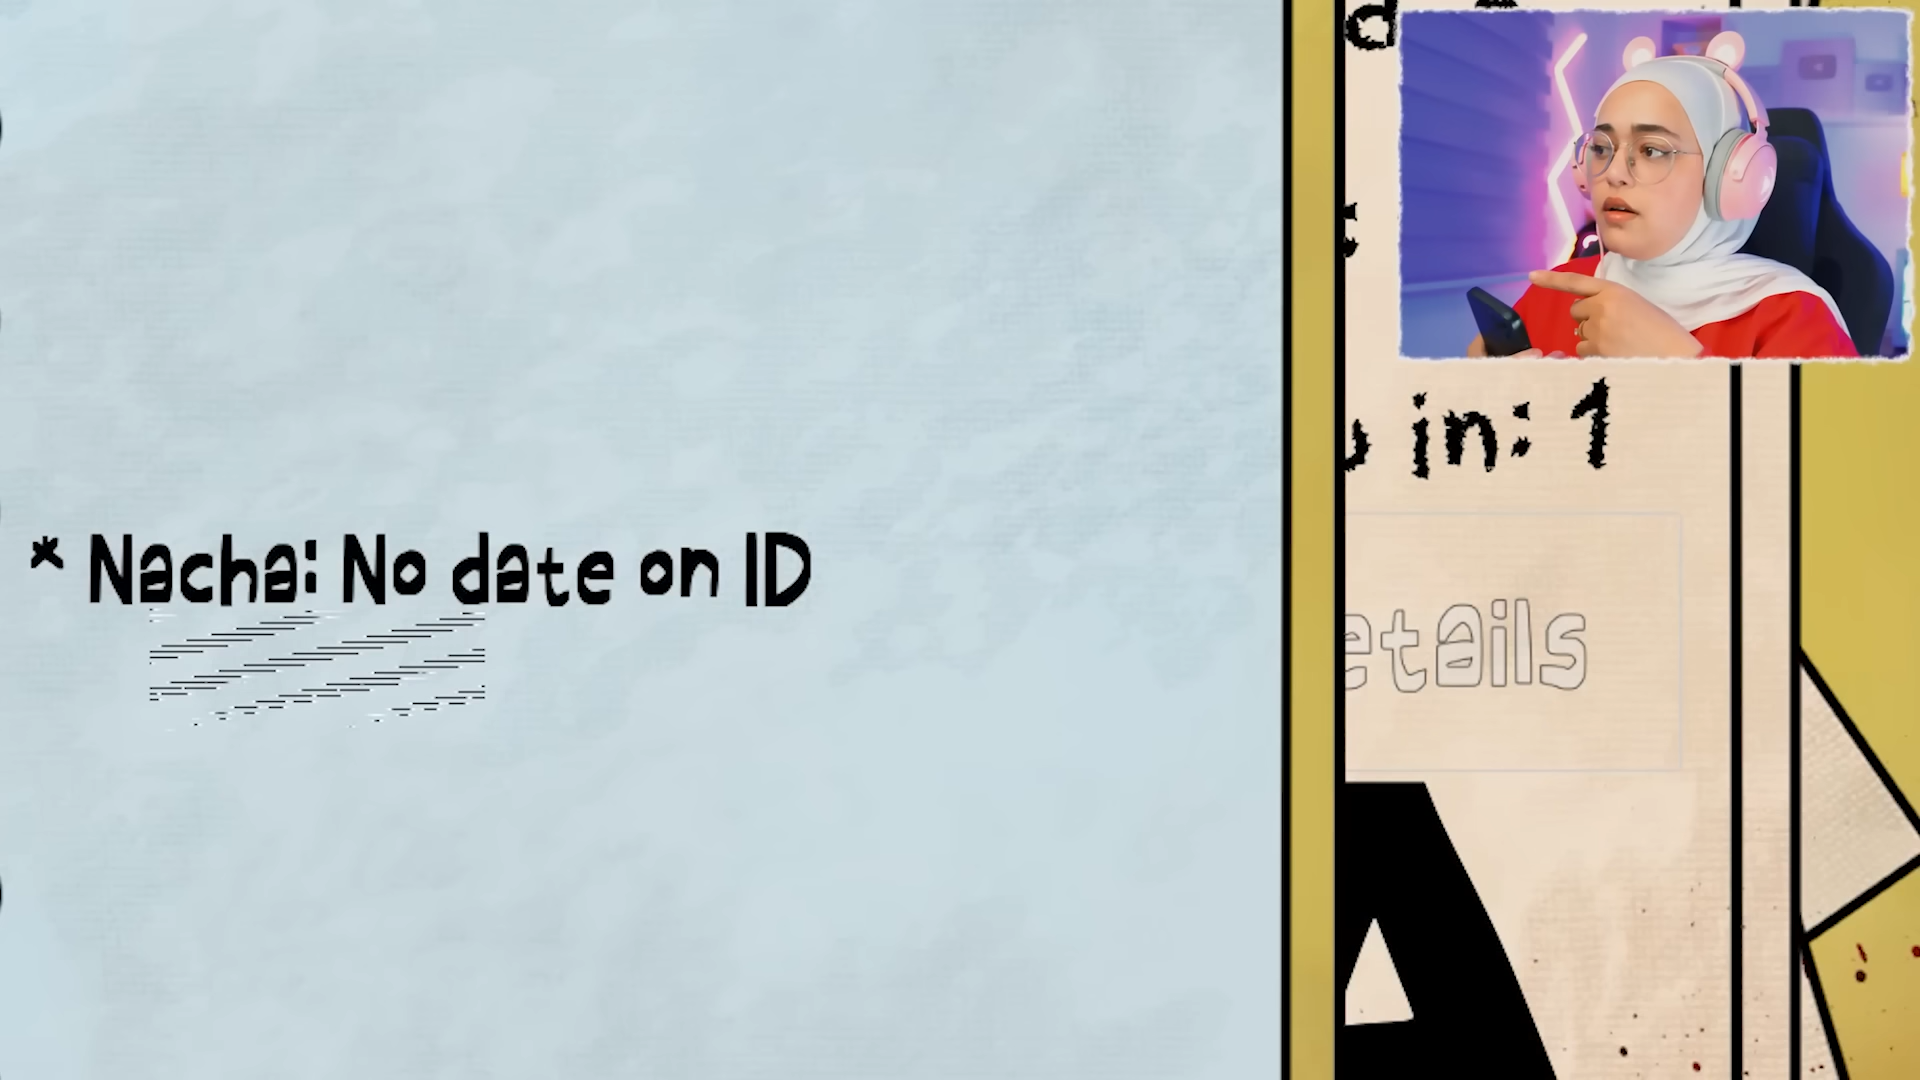 * Nacha: No date on ID
in: 1
etails
A